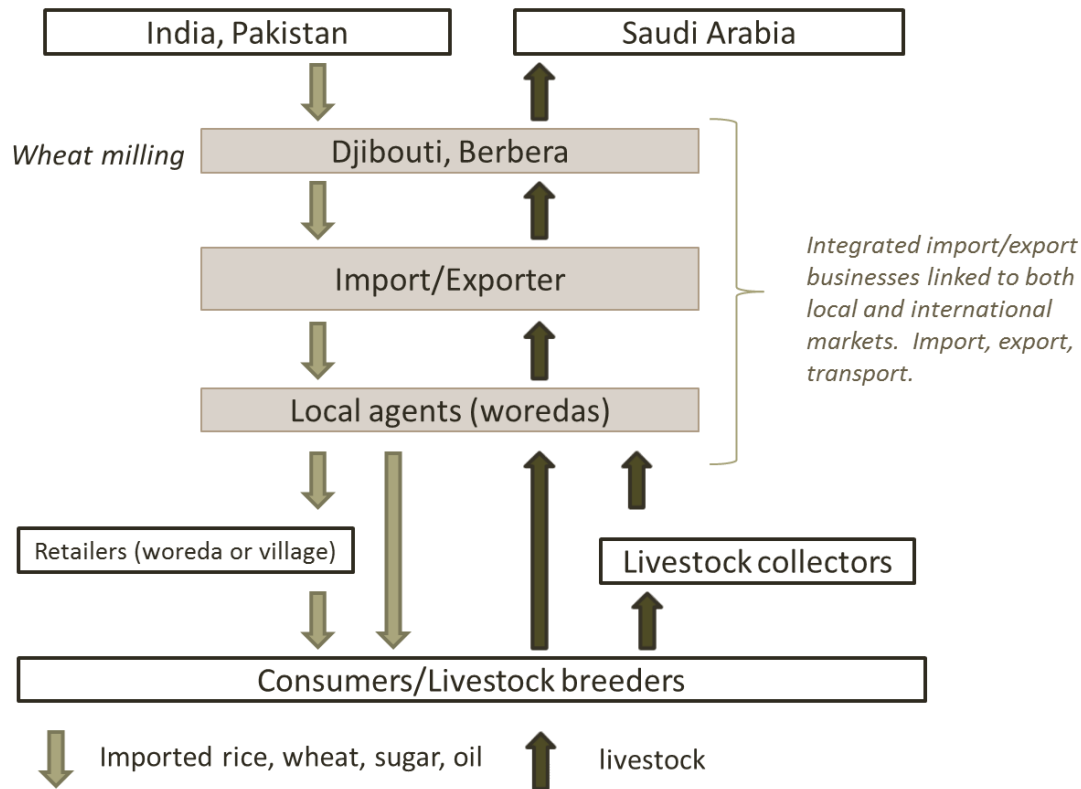 India, Pakistan
Saudi Arabia
Wheat milling
Djibouti, Berbera
Import/Exporter
Integrated import/export
businesses linked to both
local and international
markets.  Import, export,
transport.
Local agents (woredas)
Retailers (woreda or village)
Livestock collectors
Consumers/Livestock breeders
Imported rice, wheat, sugar, oil
livestock